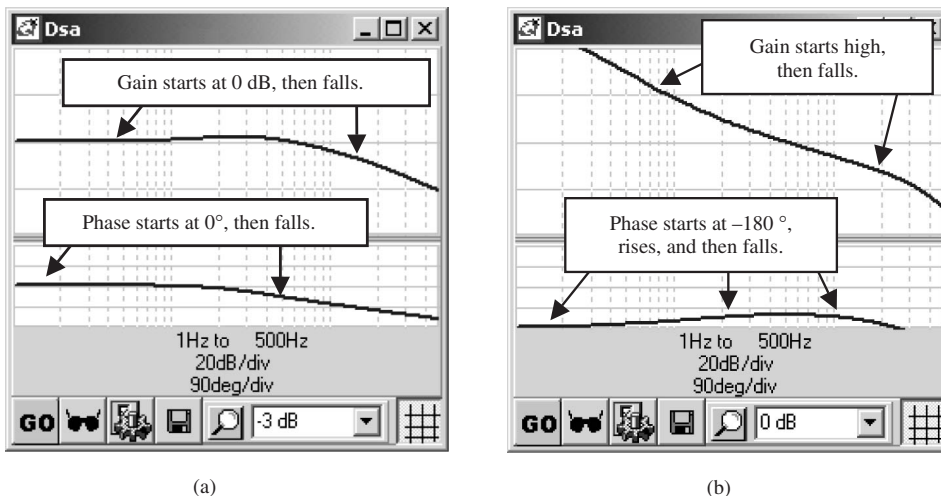 Dsa
Gain starts at 0 dB, then falls.
Phase starts at 0°, then falls.
1Hz to 500Hz
20dB/div
90deg/div
GO
-3 dB
(a)
Dsa
Gain starts high,
then falls.
Phase starts at –180 °,
rises, and then falls.
1Hz to 500Hz
20dB/div
90deg/div
GO
0 dB
(b)